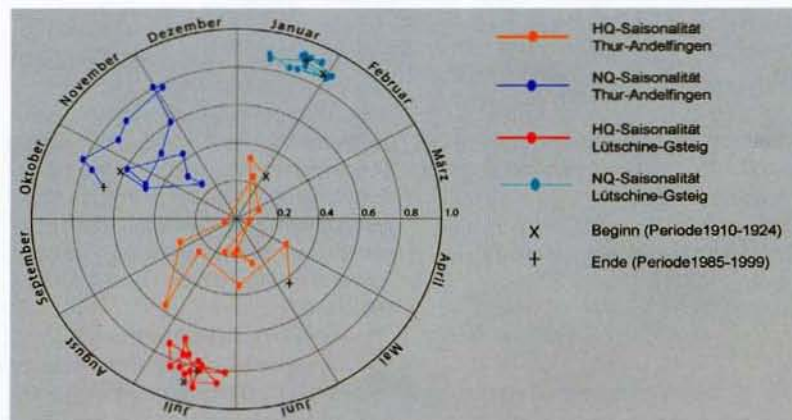 Januar
Februar
März
April
Mai
Juni
Juli
August
September
Oktober
November
Dezember
0.2
0.4
0.6
0.8
1.0
HQ-Saisonalität
Thur-Andelfingen
NQ-Saisonalität
Thur-Andelfingen
HQ-Saisonalität
Lütschine-Gsteig
NQ-Saisonalität
Lütschine-Gsteig
x Beginn (Periode1910-1924)
+ Ende (Periode1985-1999)